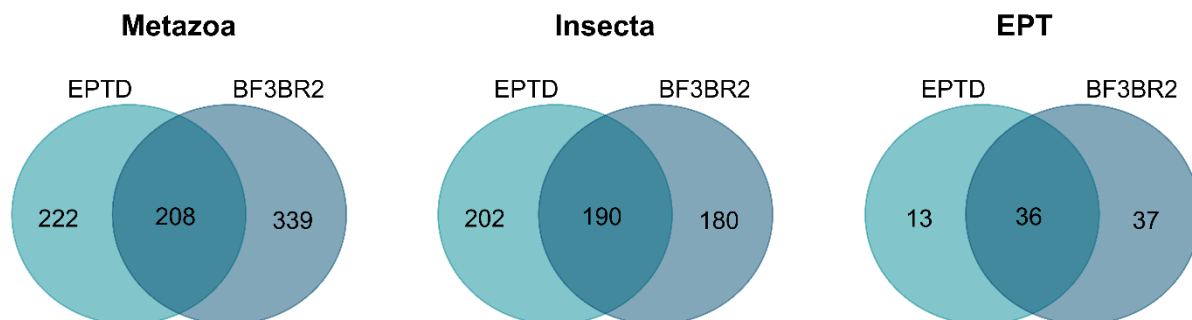 Metazoa Insecta EPT
EPTD BF3BR2 EPTD BF3BR2 EPTD BF3BR2
222 208 339 202 190 180 13 36 37